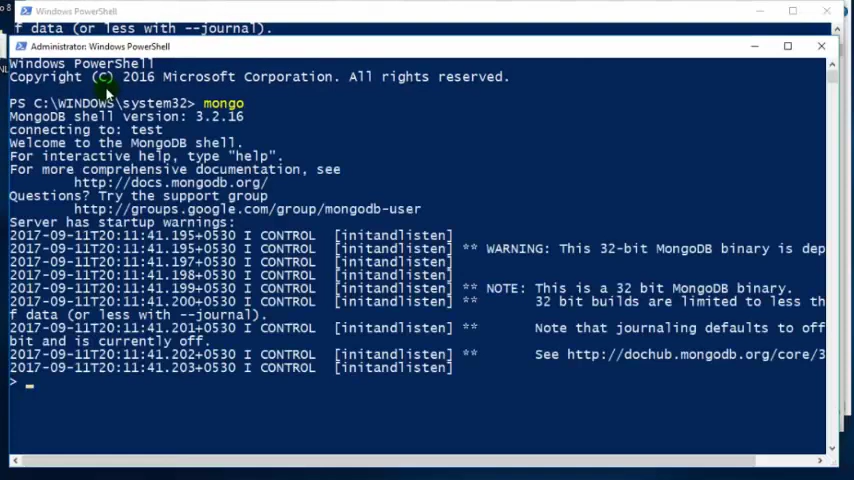 Windows PowerShell
f data (or less with --journal).
Administrator: Windows PowerShell
Windows PowerShell
Copyright (C) 2016 Microsoft Corporation. All rights reserved.
PS C:\WINDOWS\system32> mongo
MongoDB shell version: 3.2.16
connecting to: test
Welcome to the MongoDB shell.
For interactive help, type "help".
For more comprehensive documentation, see
http://docs.mongodb.org/
Questions? Try the support group
http://groups.google.com/group/mongodb-user
Server has startup warnings:
2017-09-11T20:11:41.195+0530 I CONTROL [initandlisten]
2017-09-11T20:11:41.195+0530 I CONTROL [initandlisten] ** WARNING: This 32-bit MongoDB binary is dep
2017-09-11T20:11:41.197+0530 I CONTROL [initandlisten]
2017-09-11T20:11:41.198+0530 I CONTROL [initandlisten]
2017-09-11T20:11:41.199+0530 I CONTROL [initandlisten] ** NOTE: This is a 32 bit MongoDB binary.
2017-09-11T20:11:41.200+0530 I CONTROL [initandlisten] ** 32 bit builds are limited to less th
f data (or less with --journal).
2017-09-11T20:11:41.201+0530 I CONTROL [initandlisten] ** Note that journaling defaults to off
bit and is currently off.
2017-09-11T20:11:41.202+0530 I CONTROL [initandlisten] ** See http://dochub.mongodb.org/core/3
2017-09-11T20:11:41.203+0530 I CONTROL [initandlisten]
>